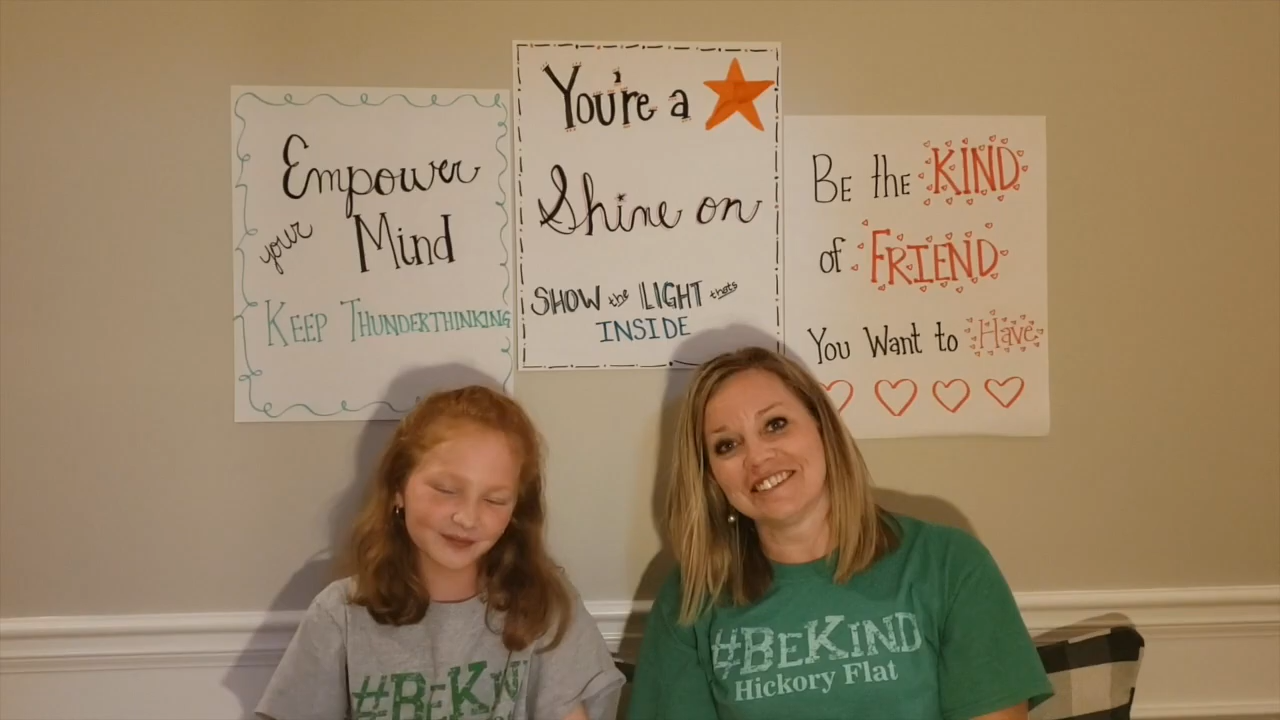 Empower
your Mind
KEEP THUNDERTHINKING
You're a
Shine on
SHOW the LIGHT thats
INSIDE
BE the KIND
of FRIEND
You Want to Have
#BEKIN
#BEKIND
Hickory Flat